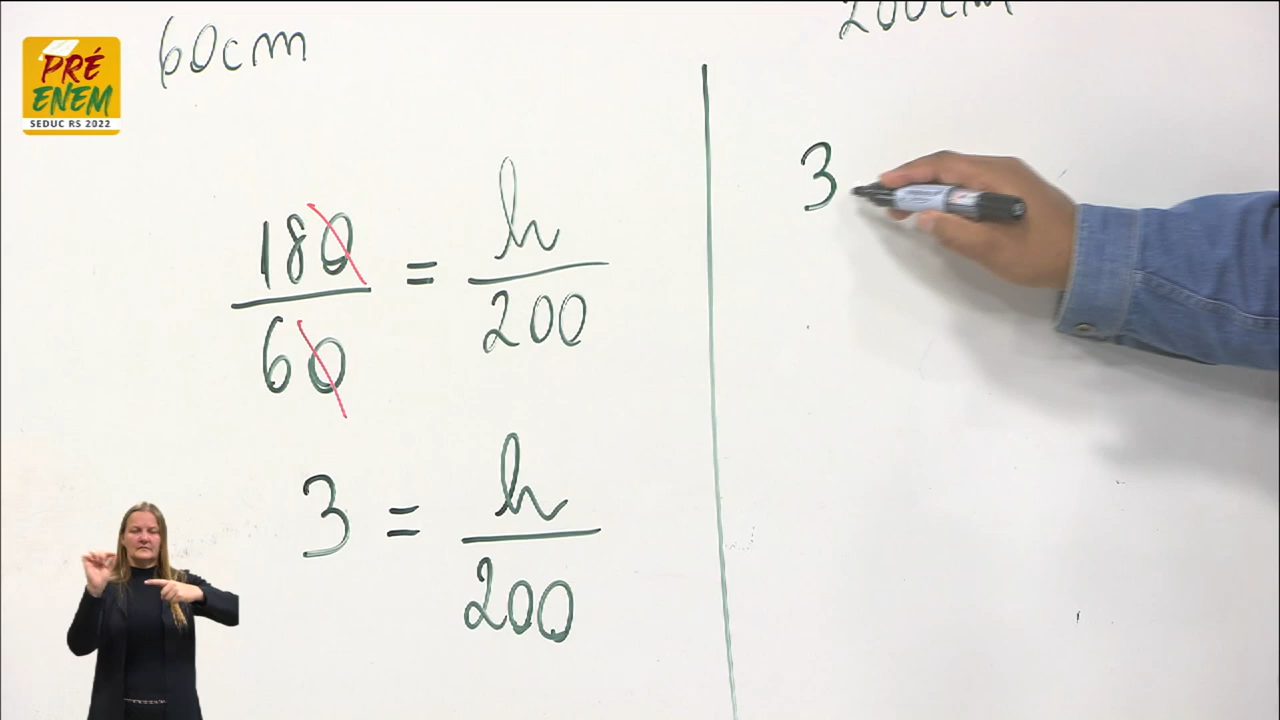 PRÉ
ENEM
SEDUC RS 2022
60cm
200cm
180/60 = h/200
3 = h/200
3